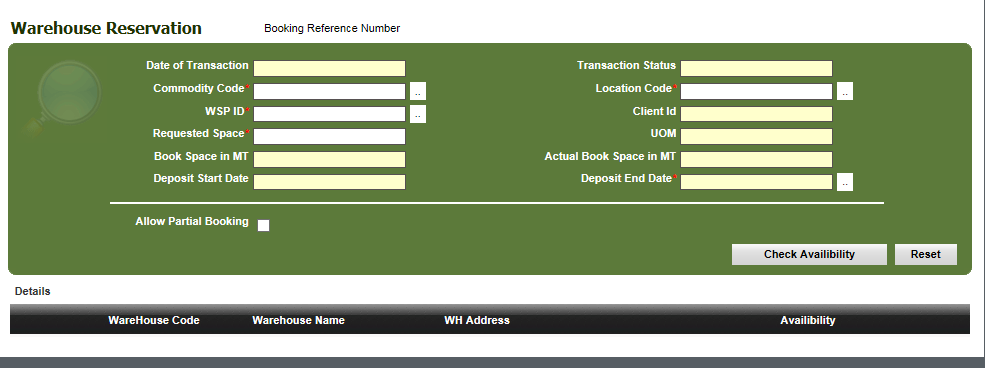 Warehouse Reservation Booking Reference Number
Date of Transaction Transaction Status
Commodity Code* .. Location Code* ..
WSP ID* .. Client Id
Requested Space* UOM
Book Space in MT Actual Book Space in MT
Deposit Start Date Deposit End Date* ..
Allow Partial Booking
Check Availibility Reset
Details
WareHouse Code Warehouse Name WH Address Availibility